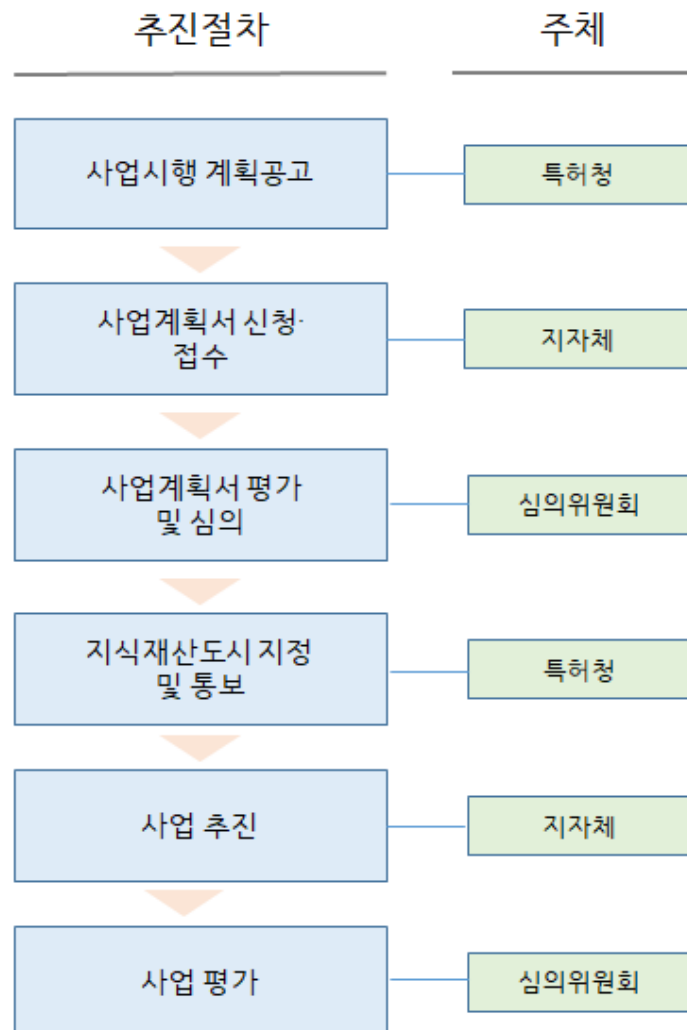 추진절차
주체
사업시행 계획공고
특허청
사업계획서 신청·
접수
지자체
사업계획서 평가
및 심의
심의위원회
지식재산도시 지정
및 통보
특허청
사업 추진
지자체
사업 평가
심의위원회